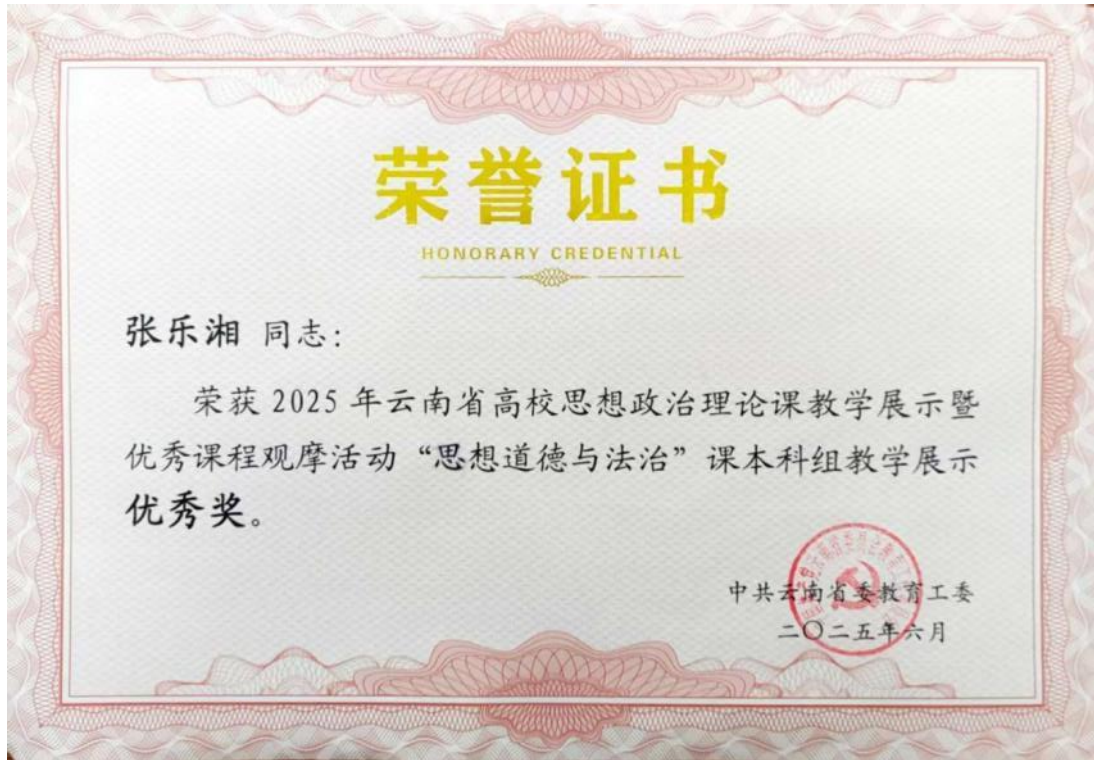 荣誉证书
HONORARY CREDENTIAL
张乐湘 同志:
荣获 2025 年云南省高校思想政治理论课教学展示暨
优秀课程观摩活动“思想道德与法治”课本科组教学展示
优秀奖。
中共云南省委教育工委
二〇二五年六月